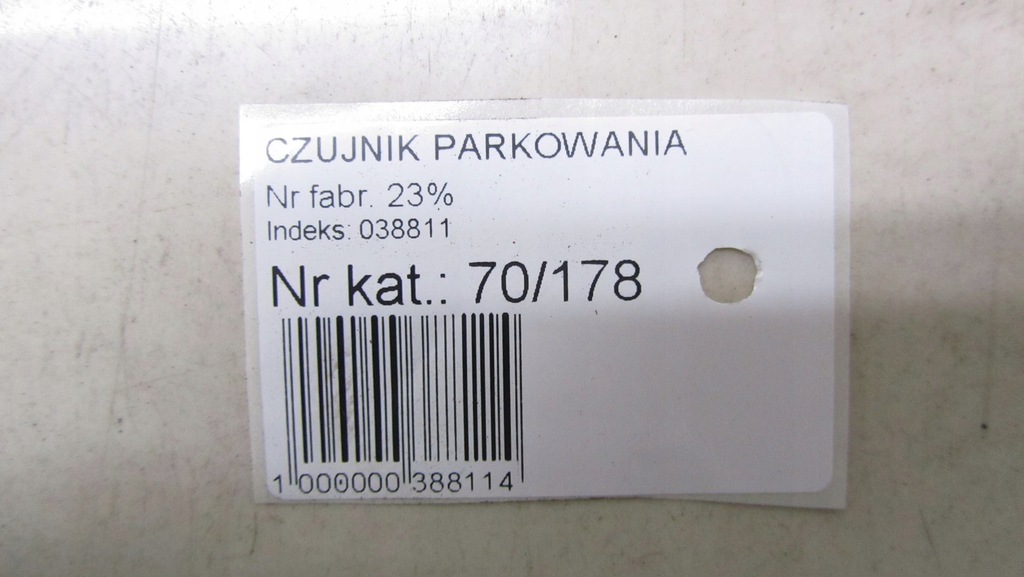 CZUJNIK PARKOWANIA
Nr fabr. 23%
Indeks: 038811
Nr kat.: 70/178
1 000000 388114